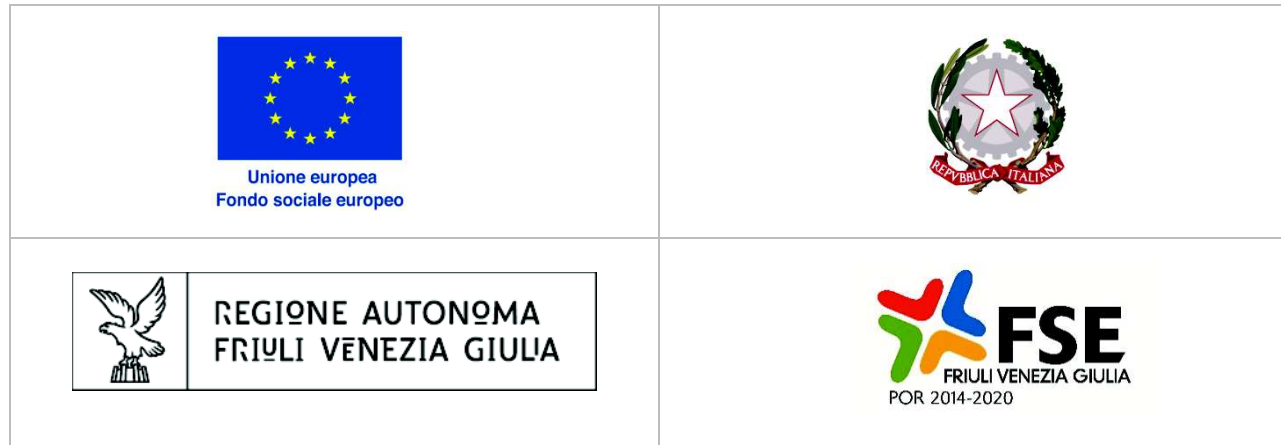 Unione europea
Fondo sociale europeo
REPVBBLICA ITALIANA
REGIONE AUTONOMA
FRIULI VENEZIA GIULIA
FSE
FRIULI VENEZIA GIULIA
POR 2014-2020